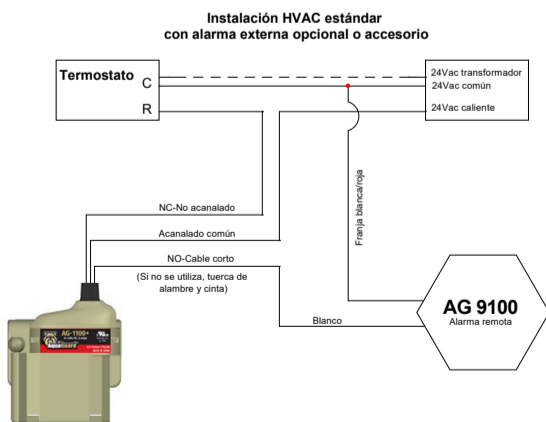 Instalación HVAC estándar
con alarma externa opcional o accesorio
Termostato
C
R
24Vac transformador
24Vac común
24Vac caliente
NC-No acanalado
Acanalado común
NO-Cable corto
(Si no se utiliza, tuerca de
alambre y cinta)
Franja blanca/roja
Blanco
AG 9100
Alarma remota
AG-1100+
AquaGuard